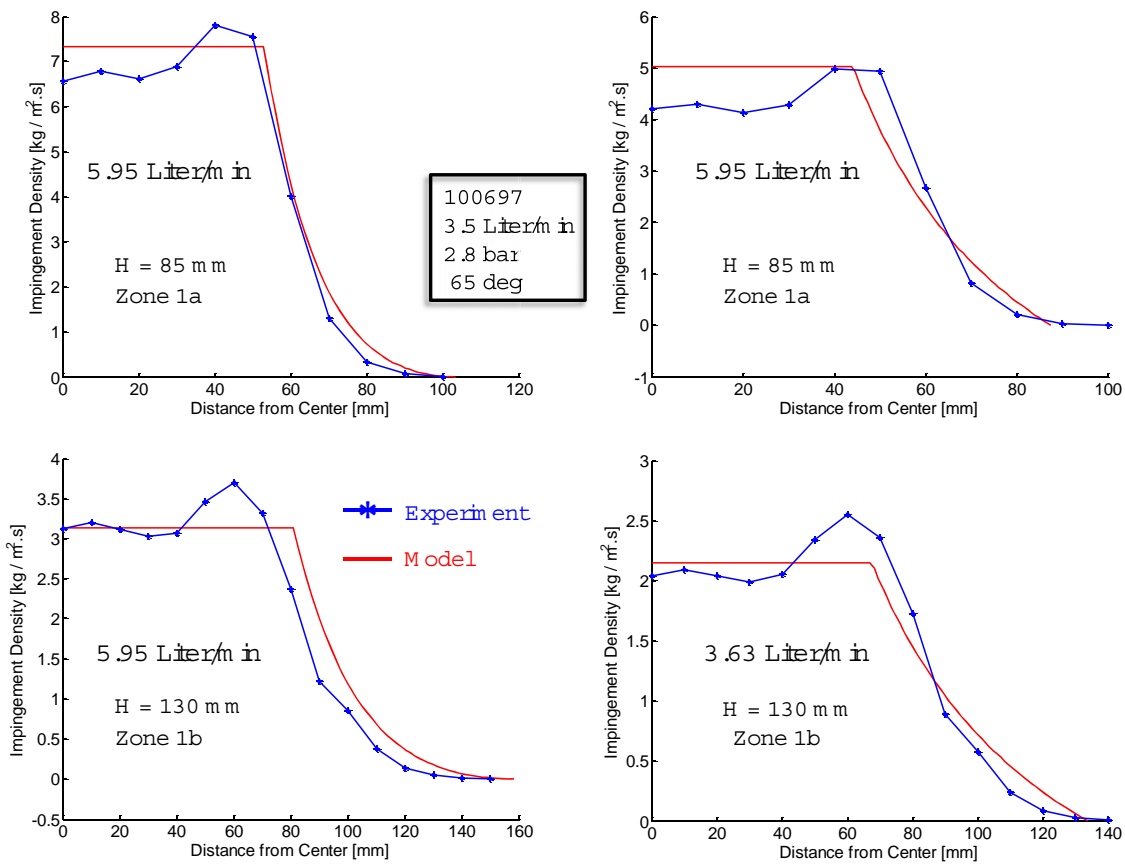 Impingement Density [kg / m².s]
8
7
6
5
4
3
2
1
0
5.95 Liter/min
H = 85 mm
Zone 1a
0 20 40 60 80 100 120
Distance from Center [mm]
100697
3.5 Liter/min
2.8 bar
65 deg
Impingement Density [kg / m².s]
6
5
4
3
2
1
0
-1
5.95 Liter/min
H = 85 mm
Zone 1a
0 20 40 60 80 100
Distance from Center [mm]
Impingement Density [kg / m².s]
4
3.5
3
2.5
2
1.5
1
0.5
0
-0.5
Experiment
Model
5.95 Liter/min
H = 130 mm
Zone 1b
0 20 40 60 80 100 120 140 160
Distance from Center [mm]
Impingement Density [kg / m².s]
3
2.5
2
1.5
1
0.5
0
3.63 Liter/min
H = 130 mm
Zone 1b
0 20 40 60 80 100 120 140
Distance from Center [mm]